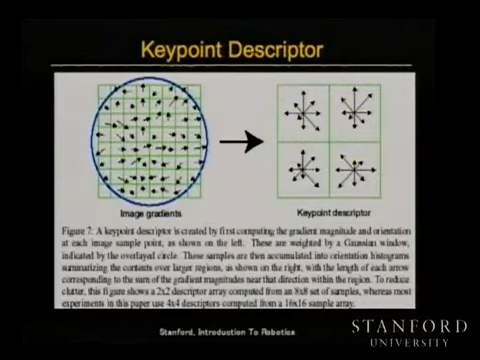 Keypoint Descriptor
Image gradients
Keypoint descriptor
Figure 7: A keypoint descriptor is created by first computing the gradient magnitude and orientation
at each image sample point, as shown on the left. These are weighted by a Gaussian window,
indicated by the overlayed circle. These samples are then accumulated into orientation histograms
summarizing the contents over larger regions, as shown on the right, with the length of each arrow
corresponding to the sum of the gradient magnitudes near that direction within the region. To reduce
clutter, this figure shows a 2x2 descriptor array computed from an 8x8 set of samples, whereas most
experiments in this paper use 4x4 descriptors computed from a 16x16 sample array.
Stanford, Introduction To Robotics
STANFORD
UNIVERSITY